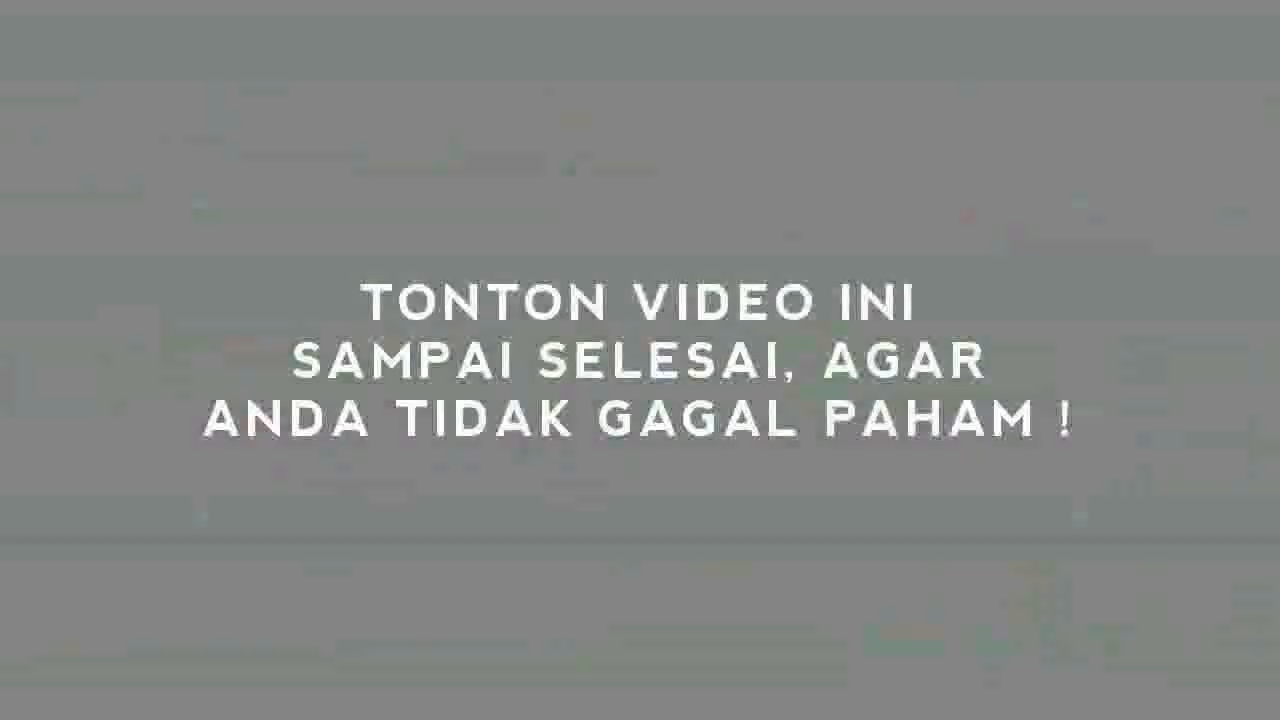 TONTON VIDEO INI
SAMPAI SELESAI, AGAR
ANDA TIDAK GAGAL PAHAM !